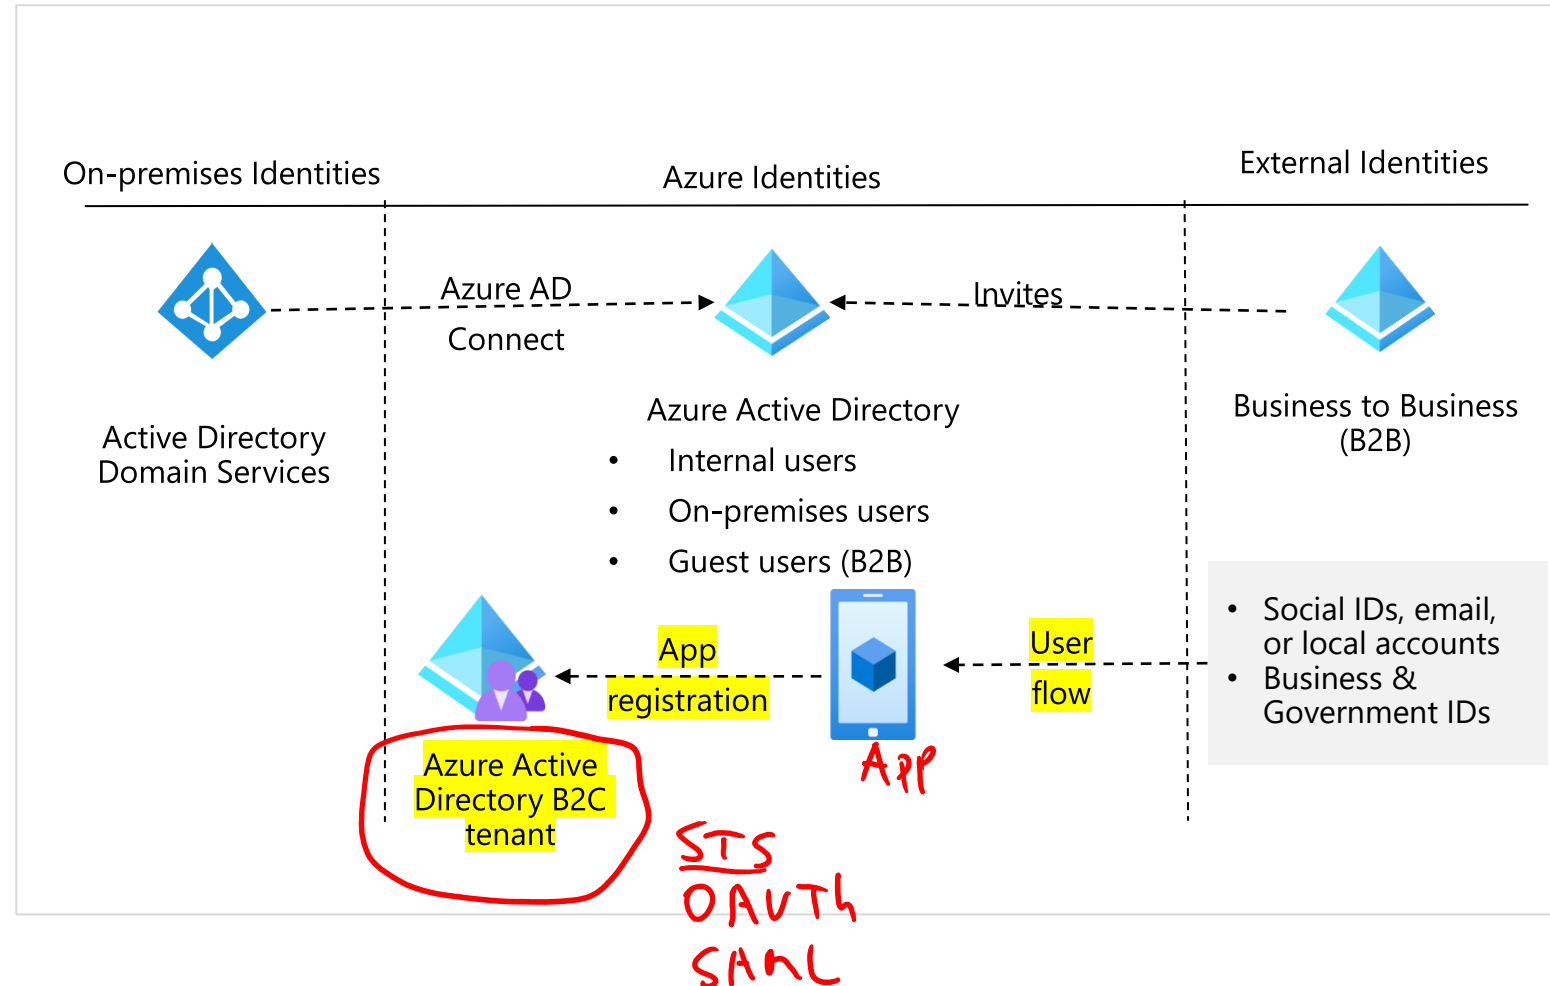 On-premises Identities
Azure Identities
External Identities
Azure AD
Connect
Invites
Active Directory
Domain Services
Azure Active Directory
• Internal users
• On-premises users
• Guest users (B2B)
Business to Business
(B2B)
App
registration
User
flow
• Social IDs, email,
or local accounts
• Business &
Government IDs
Azure Active
Directory B2C
tenant
App
STS
OAUTh
SAML